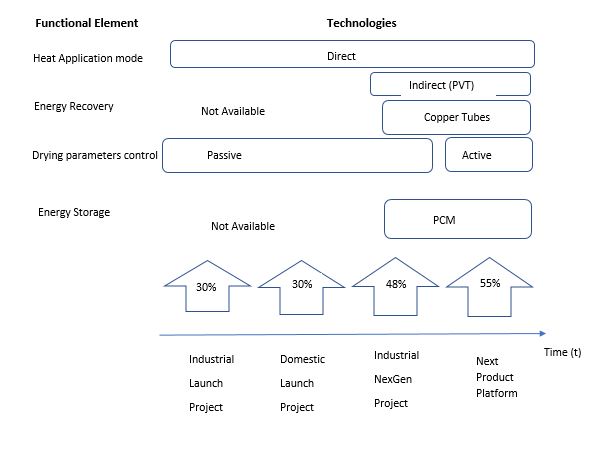 Functional Element
Technologies
Heat Application mode
Direct
Indirect (PVT)
Energy Recovery
Not Available
Copper Tubes
Drying parameters control
Passive
Active
Energy Storage
Not Available
PCM
30%
30%
48%
55%
Time (t)
Industrial
Launch
Project
Domestic
Launch
Project
Industrial
NexGen
Project
Next
Product
Platform